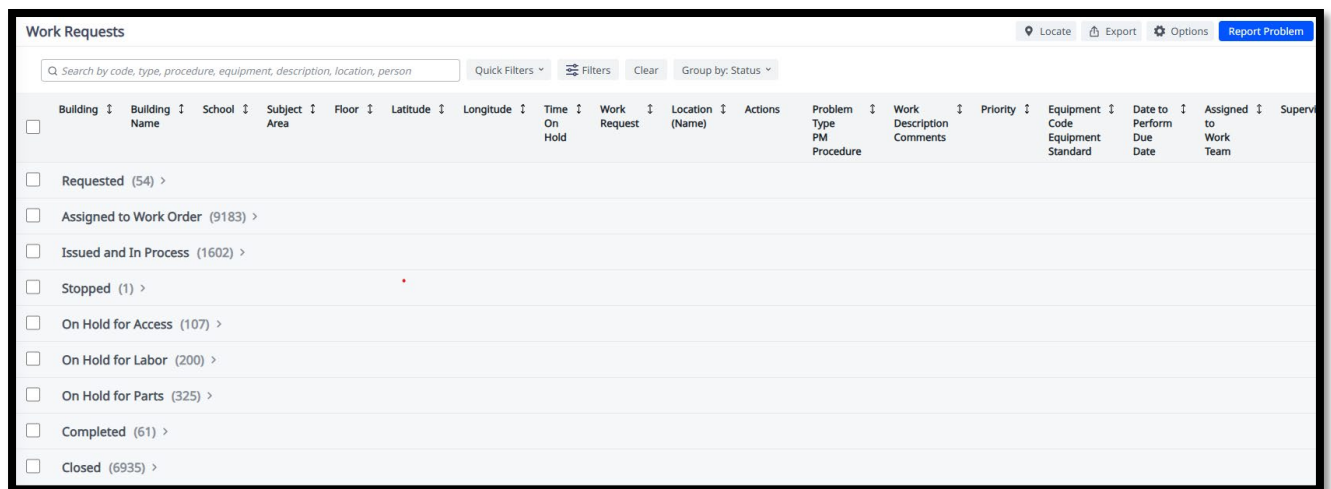 Work Requests
Locate Export Options Report Problem
Search by code, type, procedure, equipment, description, location, person Quick Filters Filters Clear Group by: Status
Building Building School Subject Floor Latitude Longitude Time Work Location Actions Problem Work Priority Equipment Date to Assigned
Name Area On Request (Name) Type Description Code Perform to
Hold PM Comments Equipment Due Work
Procedure Standard Date Team
Requested (54)
Assigned to Work Order (9183)
Issued and In Process (1602)
Stopped (1)
On Hold for Access (107)
On Hold for Labor (200)
On Hold for Parts (325)
Completed (61)
Closed (6935)